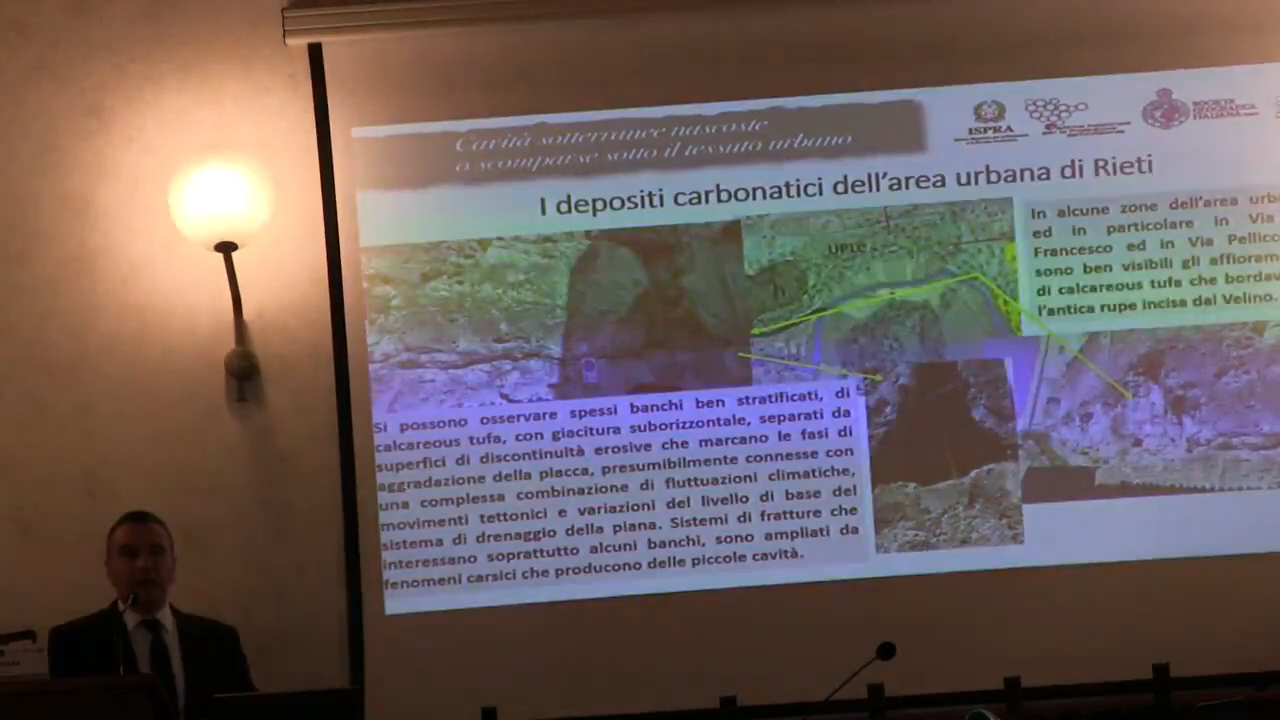 Cavità sotterranee nascoste
o scomparse sotto il tessuto urbano
ISPRA
SOCIETÀ
GEOGRAFICA
ITALIANA
I depositi carbonatici dell'area urbana di Rieti
In alcune zone dell'area urb
ed in particolare in Via
Francesco ed in Via Pellicc
sono ben visibili gli affioram
di calcareous tufa che bordav
l'antica rupe incisa dal Velino.
Si possono osservare spessi banchi ben stratificati, di
calcareous tufa, con giacitura suborizzontale, separati da
superfici di discontinuità erosive che marcano le fasi di
aggradazione della placca, presumibilmente connesse con
una complessa combinazione di fluttuazioni climatiche,
movimenti tettonici e variazioni del livello di base del
sistema di drenaggio della piana. Sistemi di fratture che
interessano soprattutto alcuni banchi, sono ampliati da
fenomeni carsici che producono delle piccole cavità.